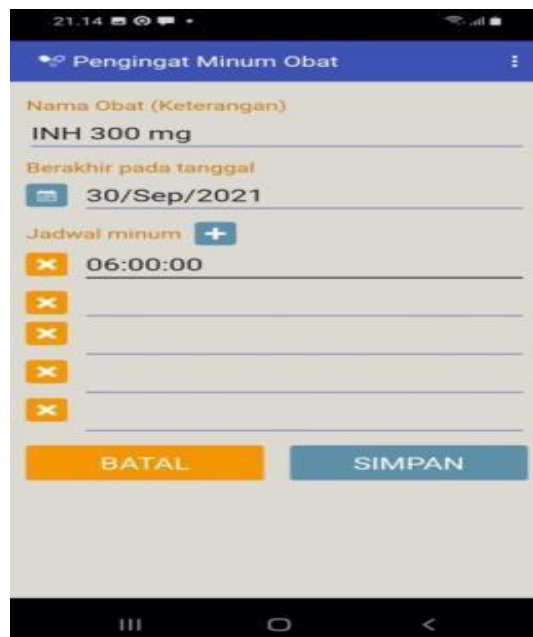 21.14
Pengingat Minum Obat
Nama Obat (Keterangan)
INH 300 mg
Berakhir pada tanggal
30/Sep/2021
Jadwal minum
06:00:00
BATAL SIMPAN